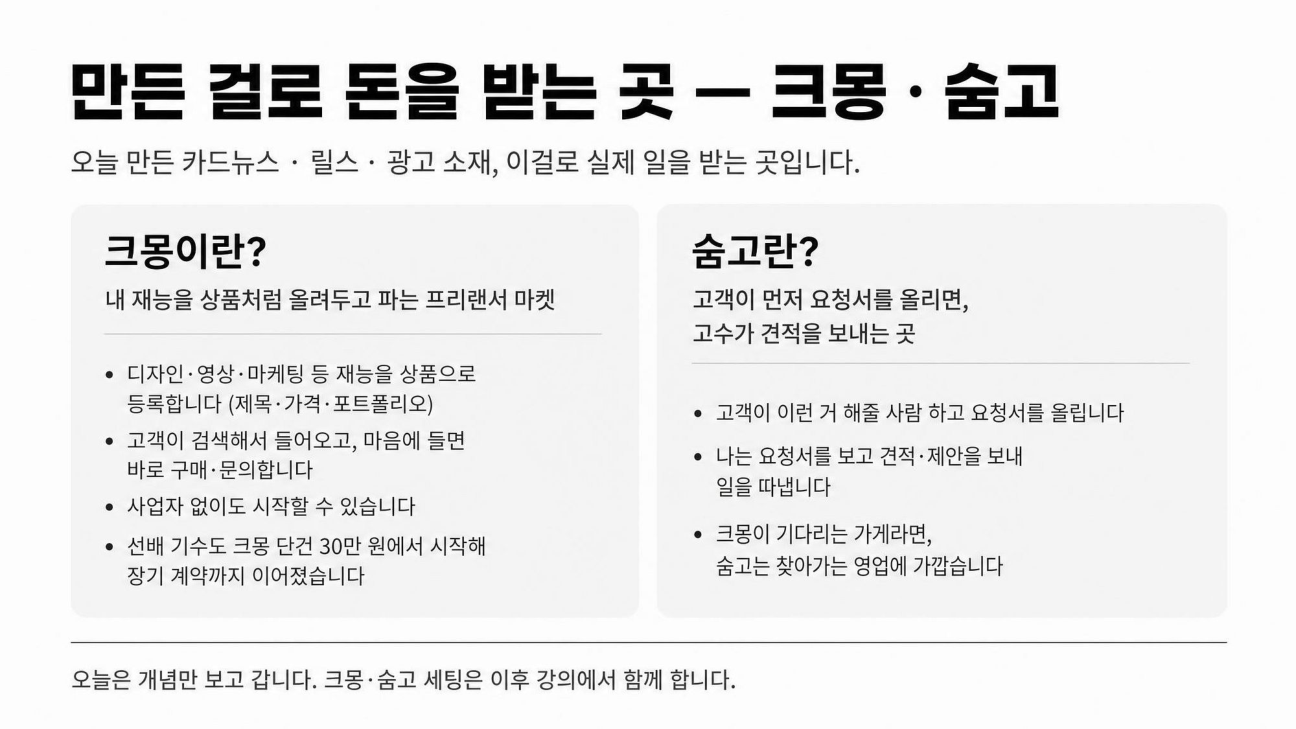 만든 걸로 돈을 받는 곳 — 크몽 · 숨고
오늘 만든 카드뉴스 · 릴스 · 광고 소재, 이걸로 실제 일을 받는 곳입니다.
크몽이란?
내 재능을 상품처럼 올려두고 파는 프리랜서 마켓
• 디자인·영상·마케팅 등 재능을 상품으로
등록합니다 (제목·가격·포트폴리오)
• 고객이 검색해서 들어오고, 마음에 들면
바로 구매·문의합니다
• 사업자 없이도 시작할 수 있습니다
• 선배 기수도 크몽 단건 30만 원에서 시작해
장기 계약까지 이어졌습니다
숨고란?
고객이 먼저 요청서를 올리면,
고수가 견적을 보내는 곳
• 고객이 이런 거 해줄 사람 하고 요청서를 올립니다
• 나는 요청서를 보고 견적·제안을 보내
일을 따냅니다
• 크몽이 기다리는 가게라면,
숨고는 찾아가는 영업에 가깝습니다
오늘은 개념만 보고 갑니다. 크몽·숨고 세팅은 이후 강의에서 함께 합니다.